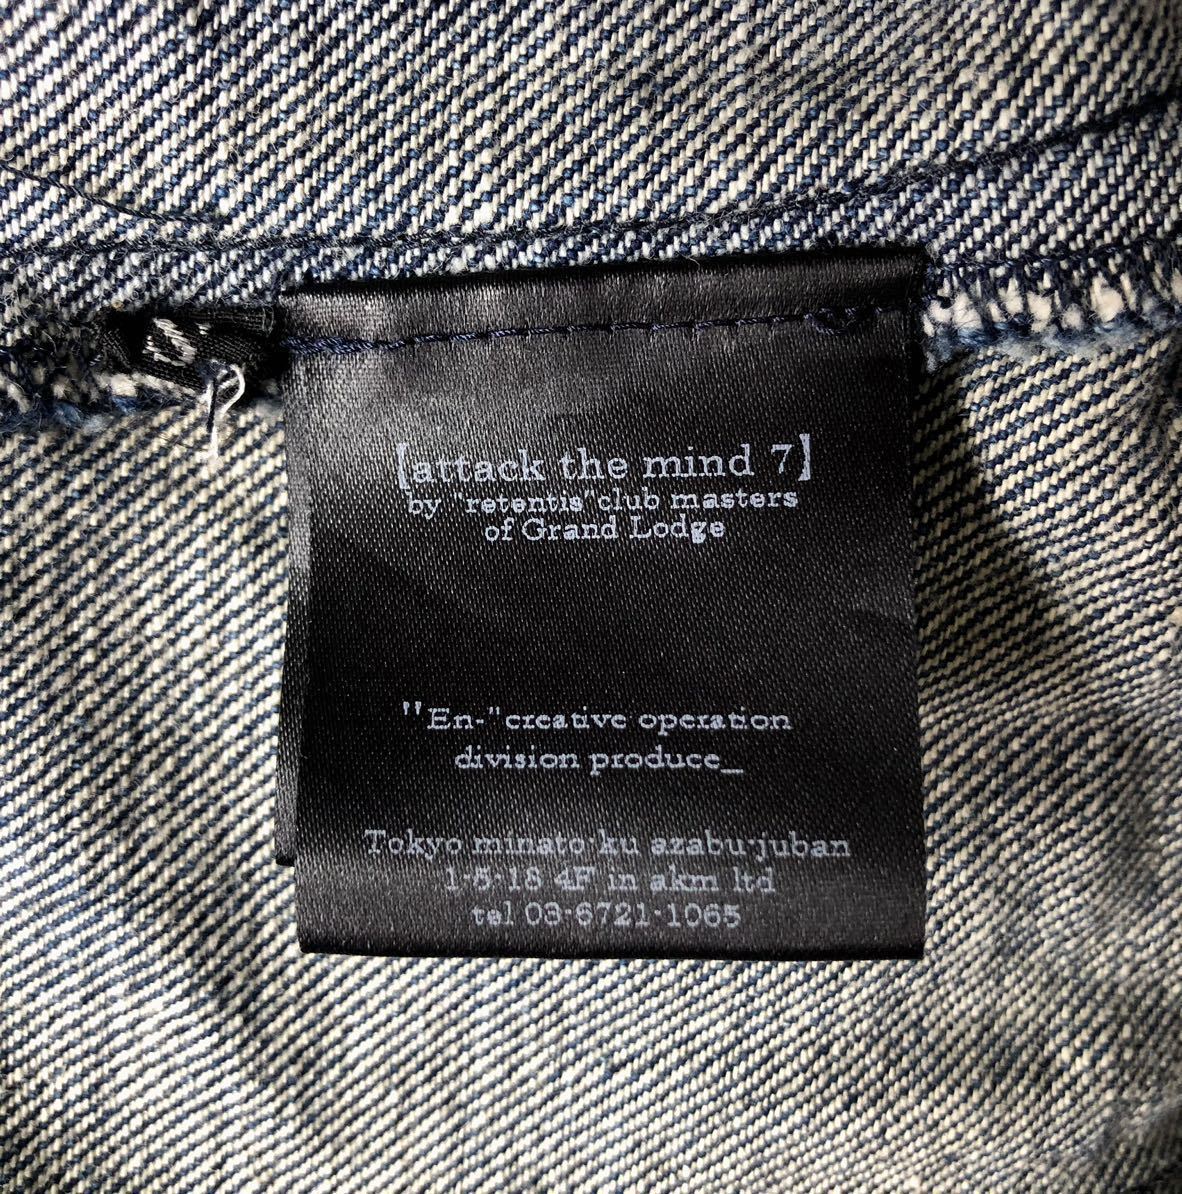 【attack the mind 7】
by "retentis"club masters
of Grand Lodge
"En-"creative operation
division produce_
Tokyo minato-ku azabu-juban
1-5-18 4F in akm ltd
tel 03-6721-1065